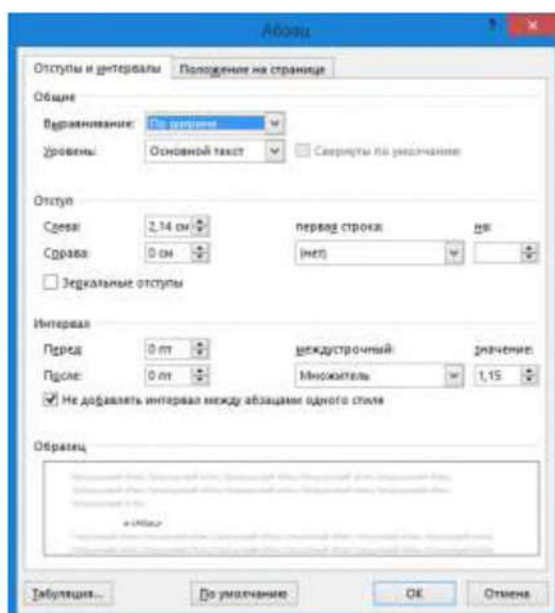 Абзац
?
Отступы и интервалы Положение на странице
Общие
Выравнивание: По ширине
Уровень: Основной текст Свернуты по умолчанию
Отступ
Слева: 2,14 см первая строка: на:
Справа: 0 см (нет)
Зеркальные отступы
Интервал
Перед: 0 пт междустрочный: значение:
После: 0 пт Множитель 1,15
Не добавлять интервал между абзацами одного стиля
Образец
Табуляция... По умолчанию ОК Отмена